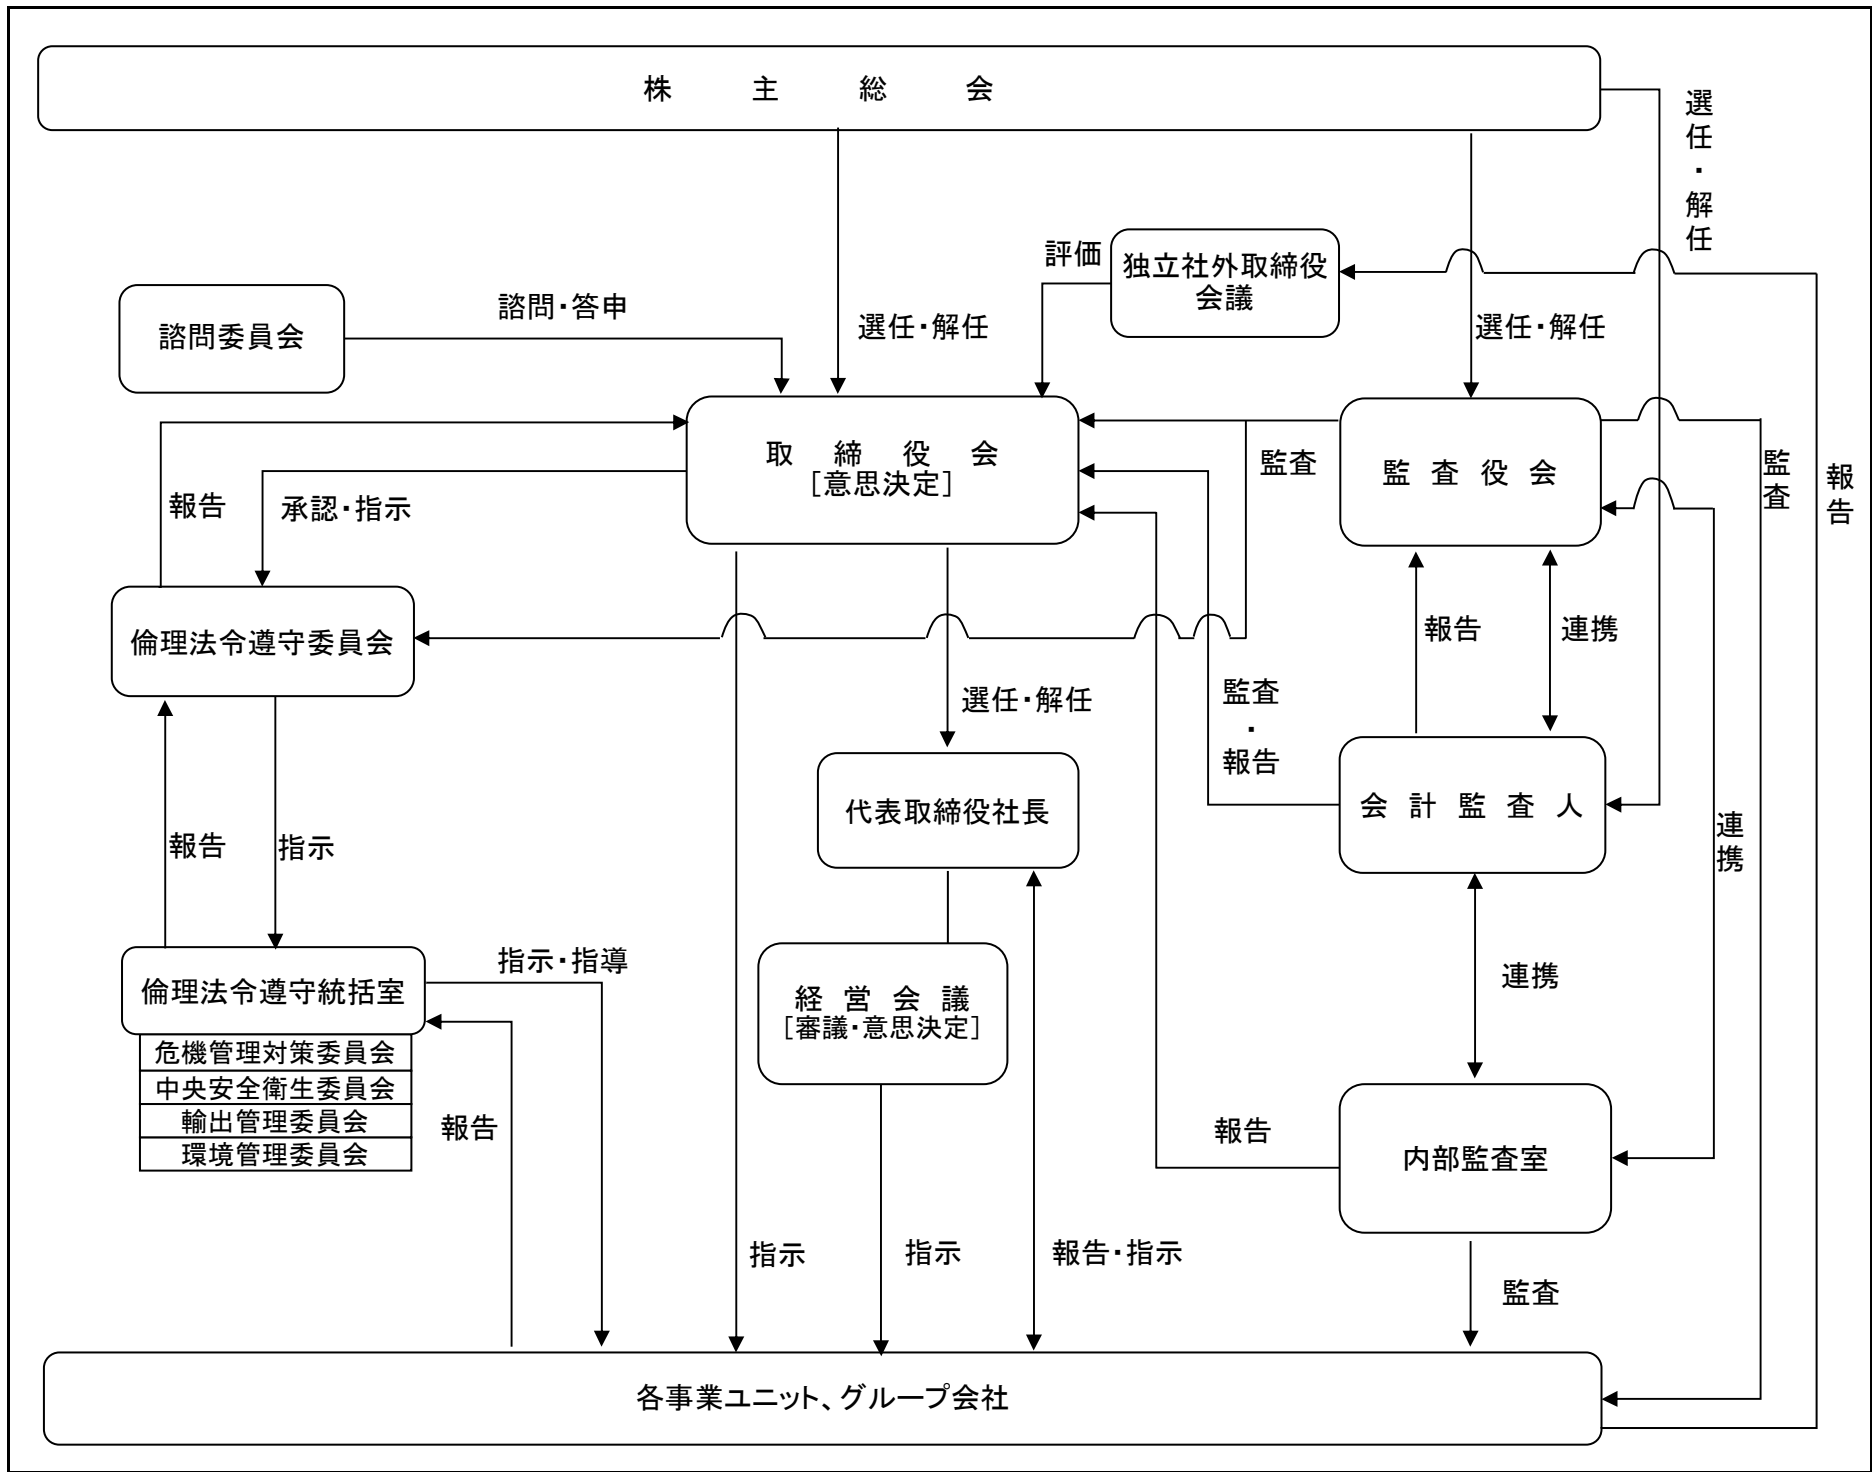 株主総会
選任・解任
評価
独立社外取締役
会議
諮問・答申
諮問委員会
選任・解任
選任・解任
取締役会
[意思決定]
監査
監査役会
監査
報告
報告
承認・指示
倫理法令遵守委員会
報告
連携
選任・解任
監査
・
報告
代表取締役社長
会計監査人
連携
報告
指示
倫理法令遵守統括室
指示・指導
経営会議
[審議・意思決定]
連携
危機管理対策委員会
中央安全衛生委員会
輸出管理委員会
環境管理委員会
報告
報告
内部監査室
指示
指示
報告・指示
監査
各事業ユニット、グループ会社